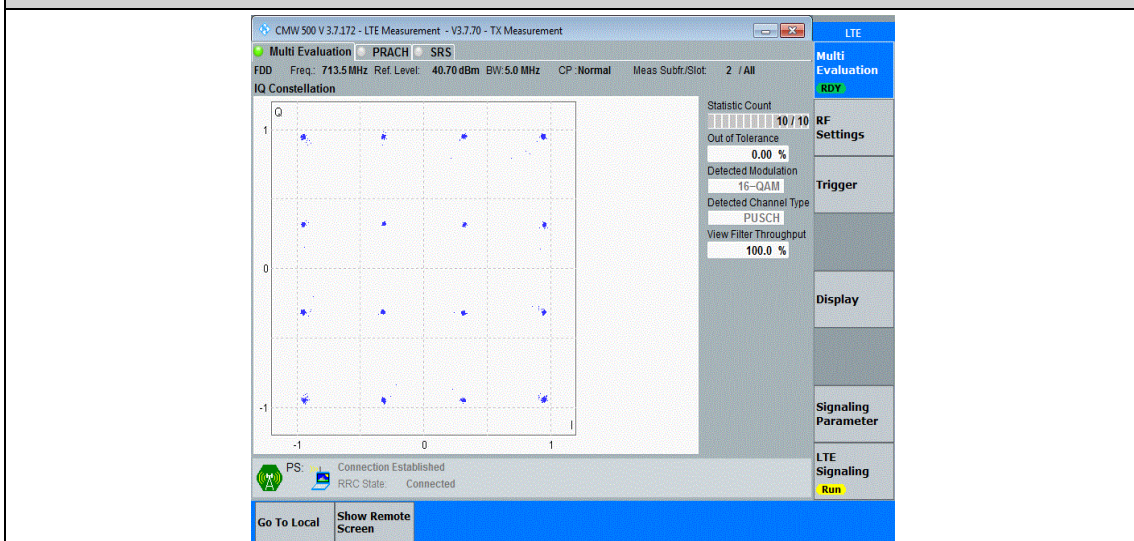 CMW 500 V 3.7.172 - LTE Measurement - V3.7.70 - TX Measurement
LTE
Multi Evaluation PRACH SRS
Multi
Evaluation
RDY
FDD Freq.: 713.5 MHz Ref. Level: 40.70 dBm BW: 5.0 MHz CP : Normal Meas Subfr./Slot: 2 / All
IQ Constellation
Q
1
0
-1
-1 0 1
I
Statistic Count
10 / 10
Out of Tolerance
0.00 %
Detected Modulation
16-QAM
Detected Channel Type
PUSCH
View Filter Throughput
100.0 %
RF
Settings
Trigger
Display
Signaling
Parameter
LTE
Signaling
Run
PS: Connection Established
RRC State: Connected
Go To Local
Show Remote
Screen